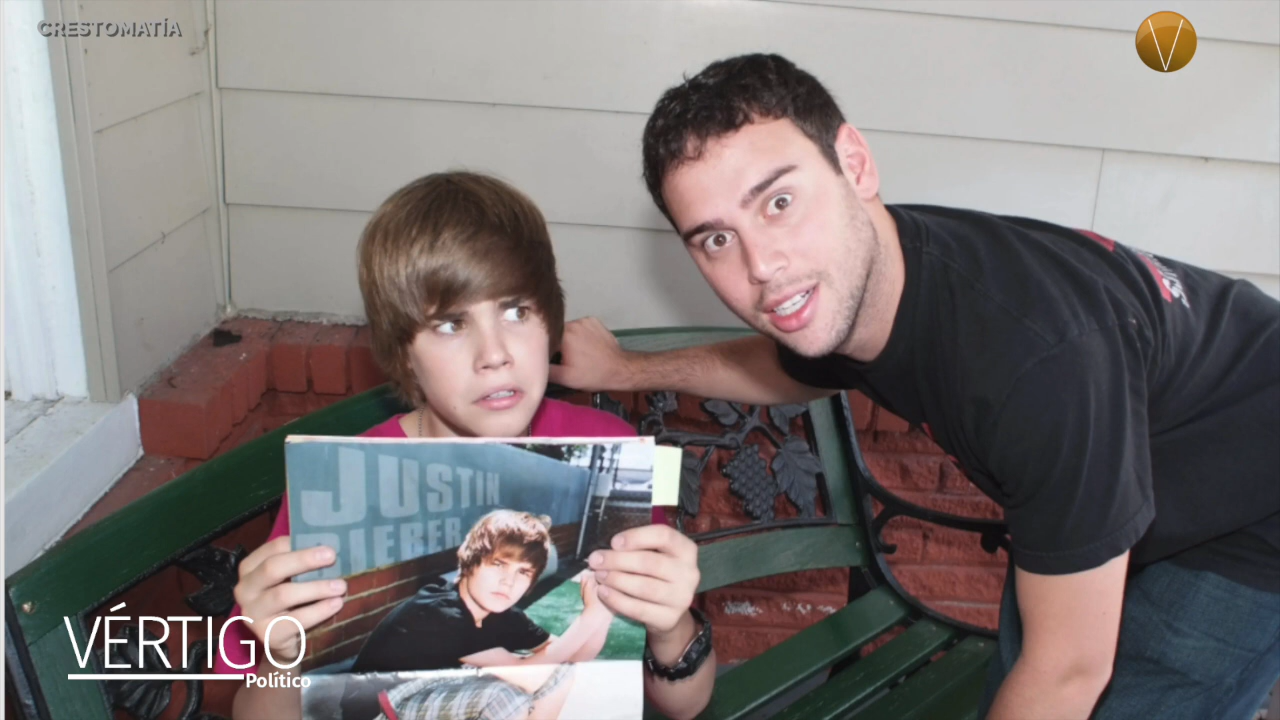 CRESTOMATÍA
V
JUSTIN
BIEBER
VÉRTIGO
Político